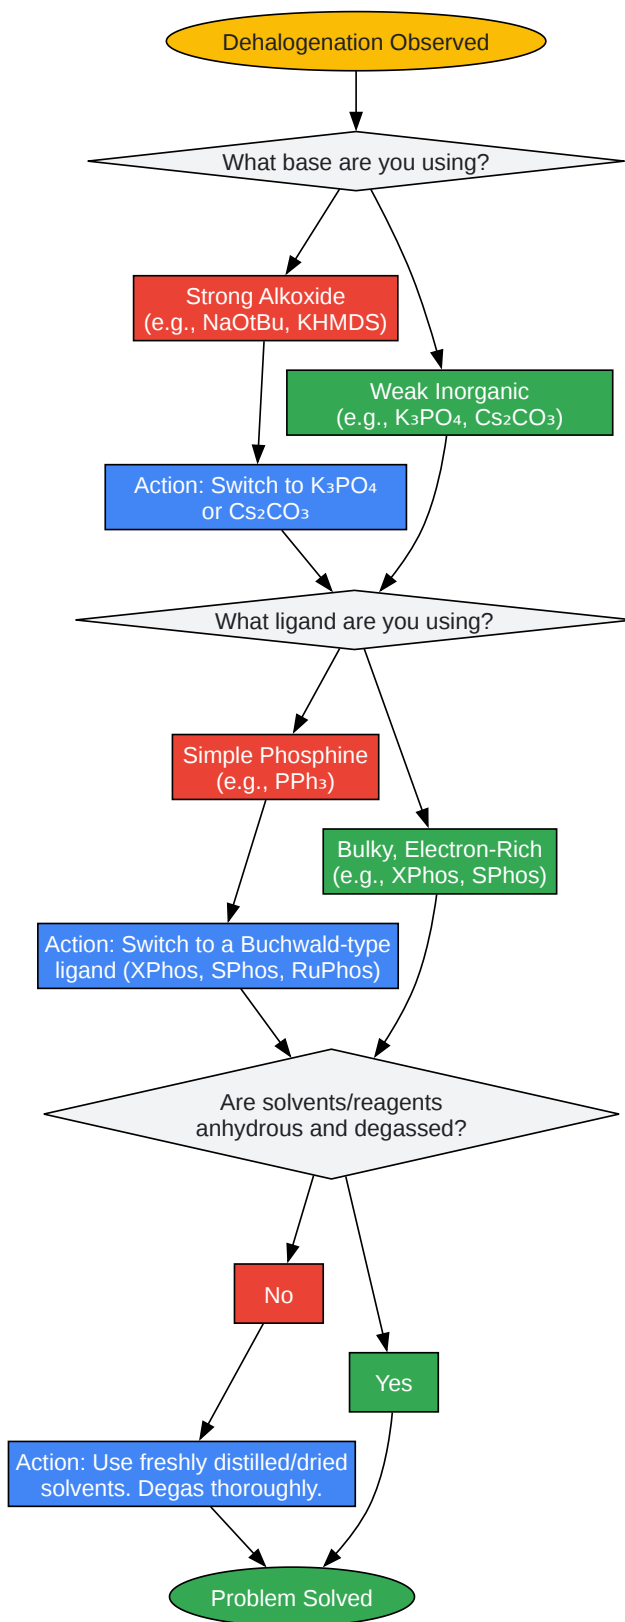 Dehalogenation Observed
What base are you using?
Strong Alkoxide
(e.g., NaOtBu, KHMDS)
Weak Inorganic
(e.g., K₃PO₄, Cs₂CO₃)
Action: Switch to K₃PO₄
or Cs₂CO₃
What ligand are you using?
Simple Phosphine
(e.g., PPh₃)
Bulky, Electron-Rich
(e.g., XPhos, SPhos)
Action: Switch to a Buchwald-type
ligand (XPhos, SPhos, RuPhos)
Are solvents/reagents
anhydrous and degassed?
No
Yes
Action: Use freshly distilled/dried
solvents. Degas thoroughly.
Problem Solved